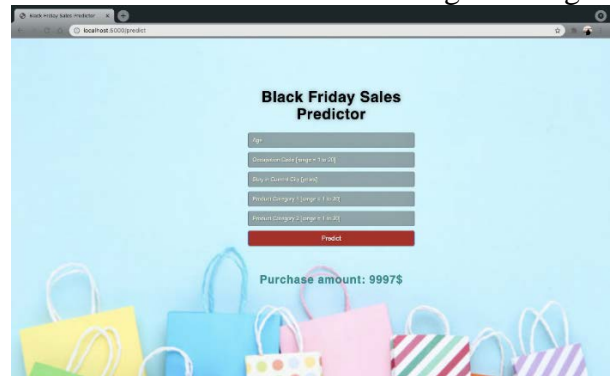 Black Friday Sales Predictor
localhost:5000/predict
Black Friday Sales
Predictor
Age
Occupation Code [range = 1 to 20]
Stay in Current City [years]
Product Category 1 [range = 1 to 20]
Product Category 2 [range = 1 to 20]
Predict
Purchase amount: 9997$